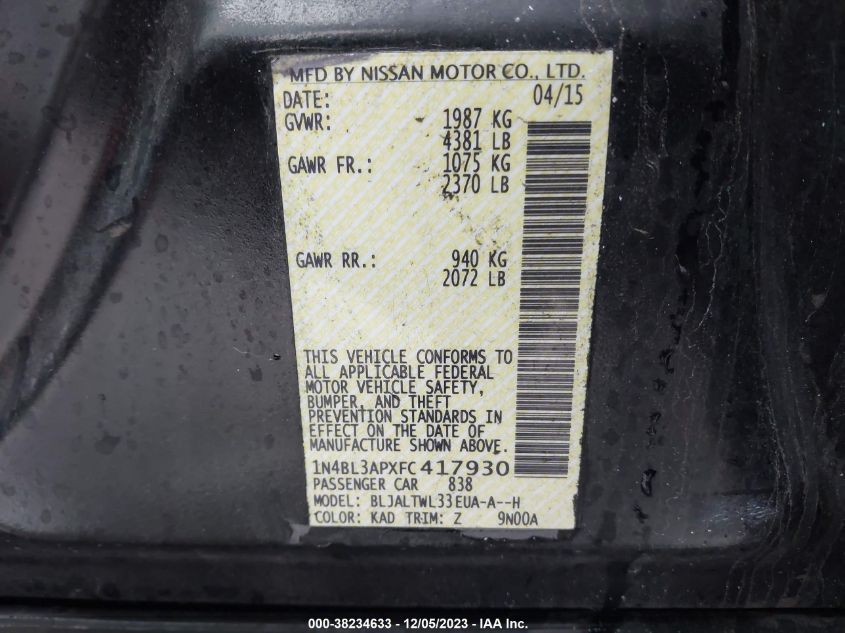 MFD BY NISSAN MOTOR CO., LTD.
DATE: 04/15
GVWR: 1987 KG
4381 LB
GAWR FR.: 1075 KG
2370 LB
GAWR RR.: 940 KG
2072 LB
THIS VEHICLE CONFORMS TO
ALL APPLICABLE FEDERAL
MOTOR VEHICLE SAFETY,
BUMPER, AND THEFT
PREVENTION STANDARDS IN
EFFECT ON THE DATE OF
MANUFACTURE SHOWN ABOVE.
1N4BL3APXFC417930
PASSENGER CAR 838
MODEL: BLJALTWL33EUA-A--H
COLOR: KAD TRIM: Z 9N00A
000-38234633 - 12/05/2023 - IAA Inc.